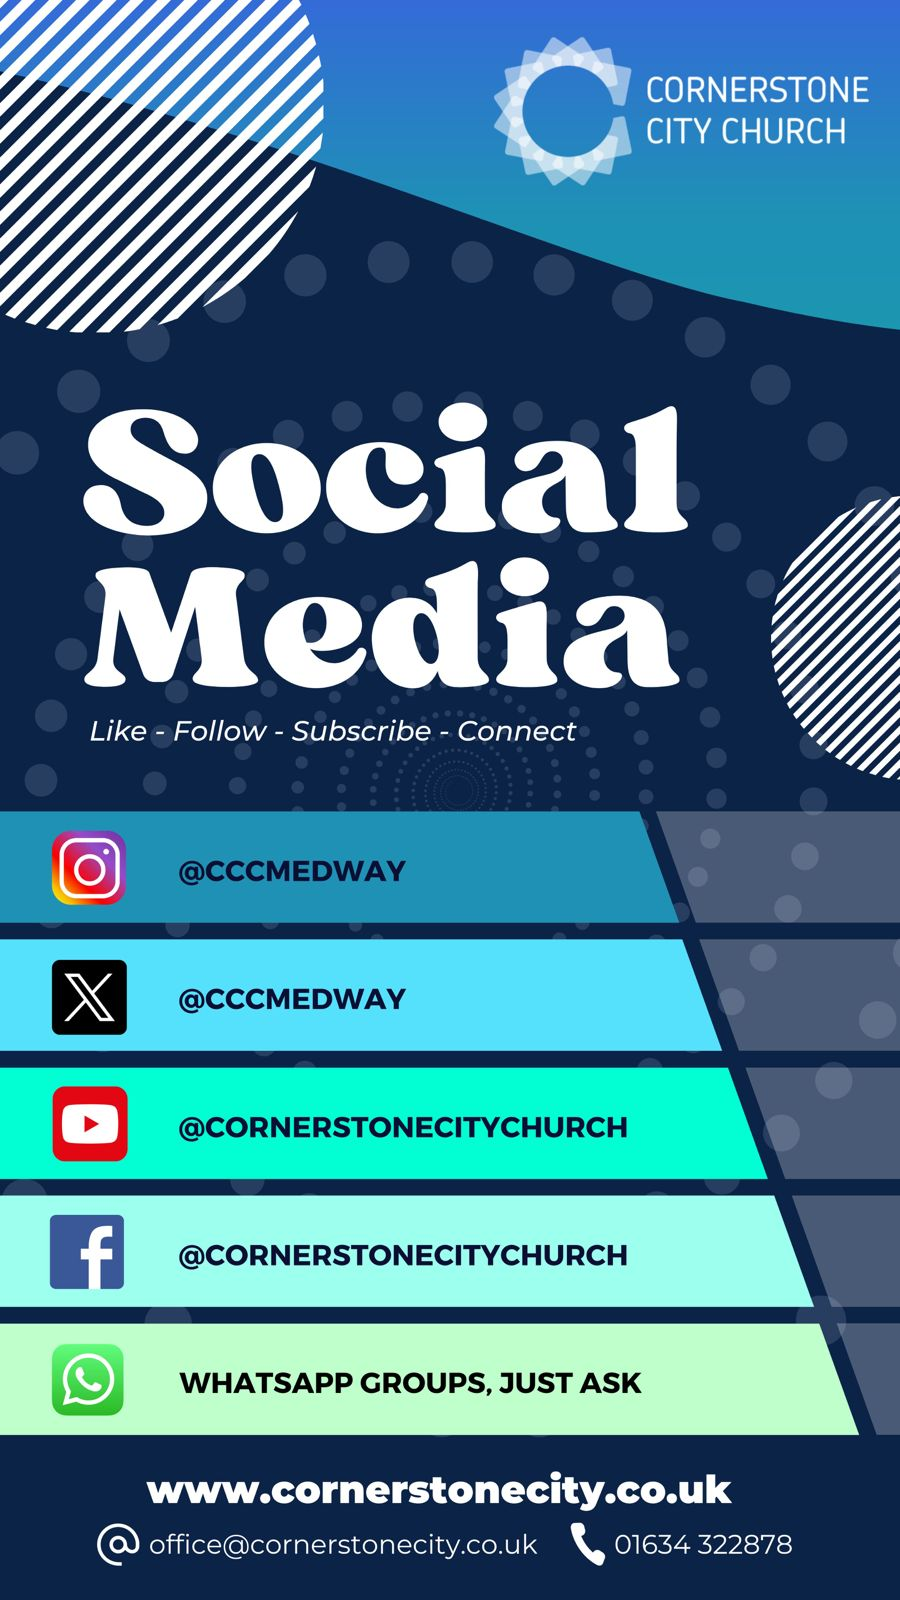 CORNERSTONE
CITY CHURCH
Social
Media
Like - Follow - Subscribe - Connect
@CCCMEDWAY
@CCCMEDWAY
@CORNERSTONECITYCHURCH
@CORNERSTONECITYCHURCH
WHATSAPP GROUPS, JUST ASK
www.cornerstonecity.co.uk
office@cornerstonecity.co.uk 01634 322878